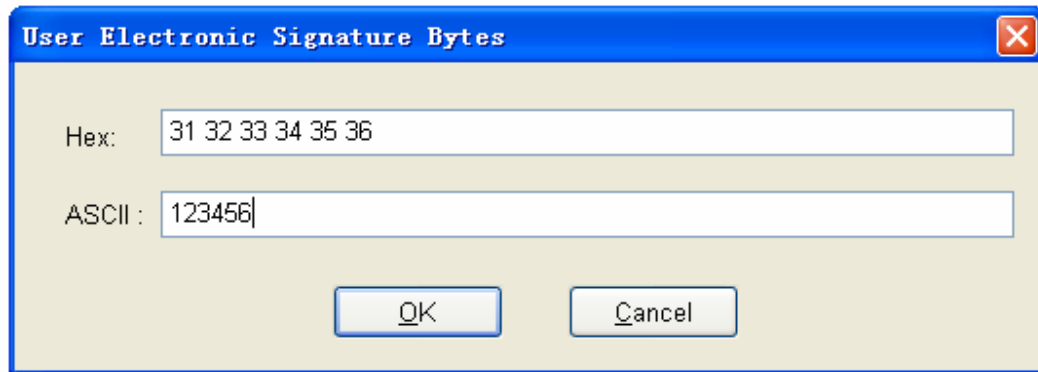 User Electronic Signature Bytes
Hex: 31 32 33 34 35 36
ASCII : 123456
OK Cancel